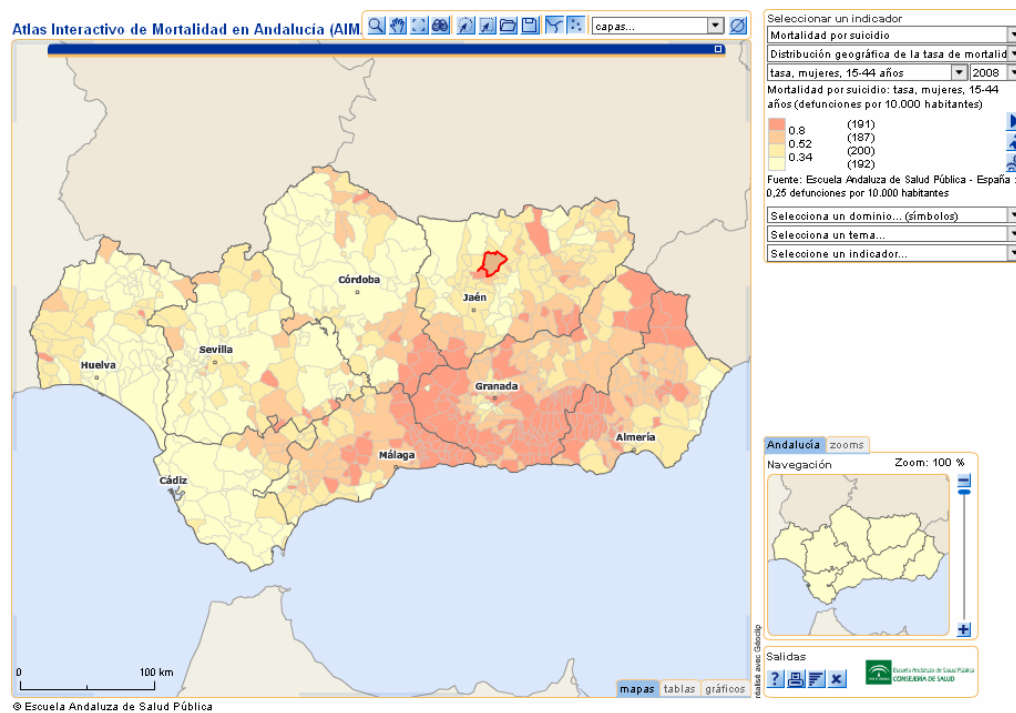 Atlas Interactivo de Mortalidad en Andalucía (AIM
capas...
Seleccionar un indicador
Mortalidad por suicidio
Distribución geográfica de la tasa de mortalid
tasa, mujeres, 15-44 años
2008
Mortalidad por suicidio: tasa, mujeres, 15-44
años (defunciones por 10.000 habitantes)
(191)
0.8
(187)
0.52
(200)
0.34
(192)
Fuente: Escuela Andaluza de Salud Pública - España :
0,25 defunciones por 10.000 habitantes
Selecciona un dominio... (símbolos)
Selecciona un tema...
Selecciona un indicador...
Córdoba
Jaén
Sevilla
Huelva
Granada
Almería
Málaga
Cádiz
Andalucía
zooms
Navegación
Zoom: 100 %
réalisé avec Géoclip
Salidas
Escuela Andaluza de Salud Pública
CONSEJERIA DE SALUD
0
100 km
mapas
tablas
gráficos
© Escuela Andaluza de Salud Pública